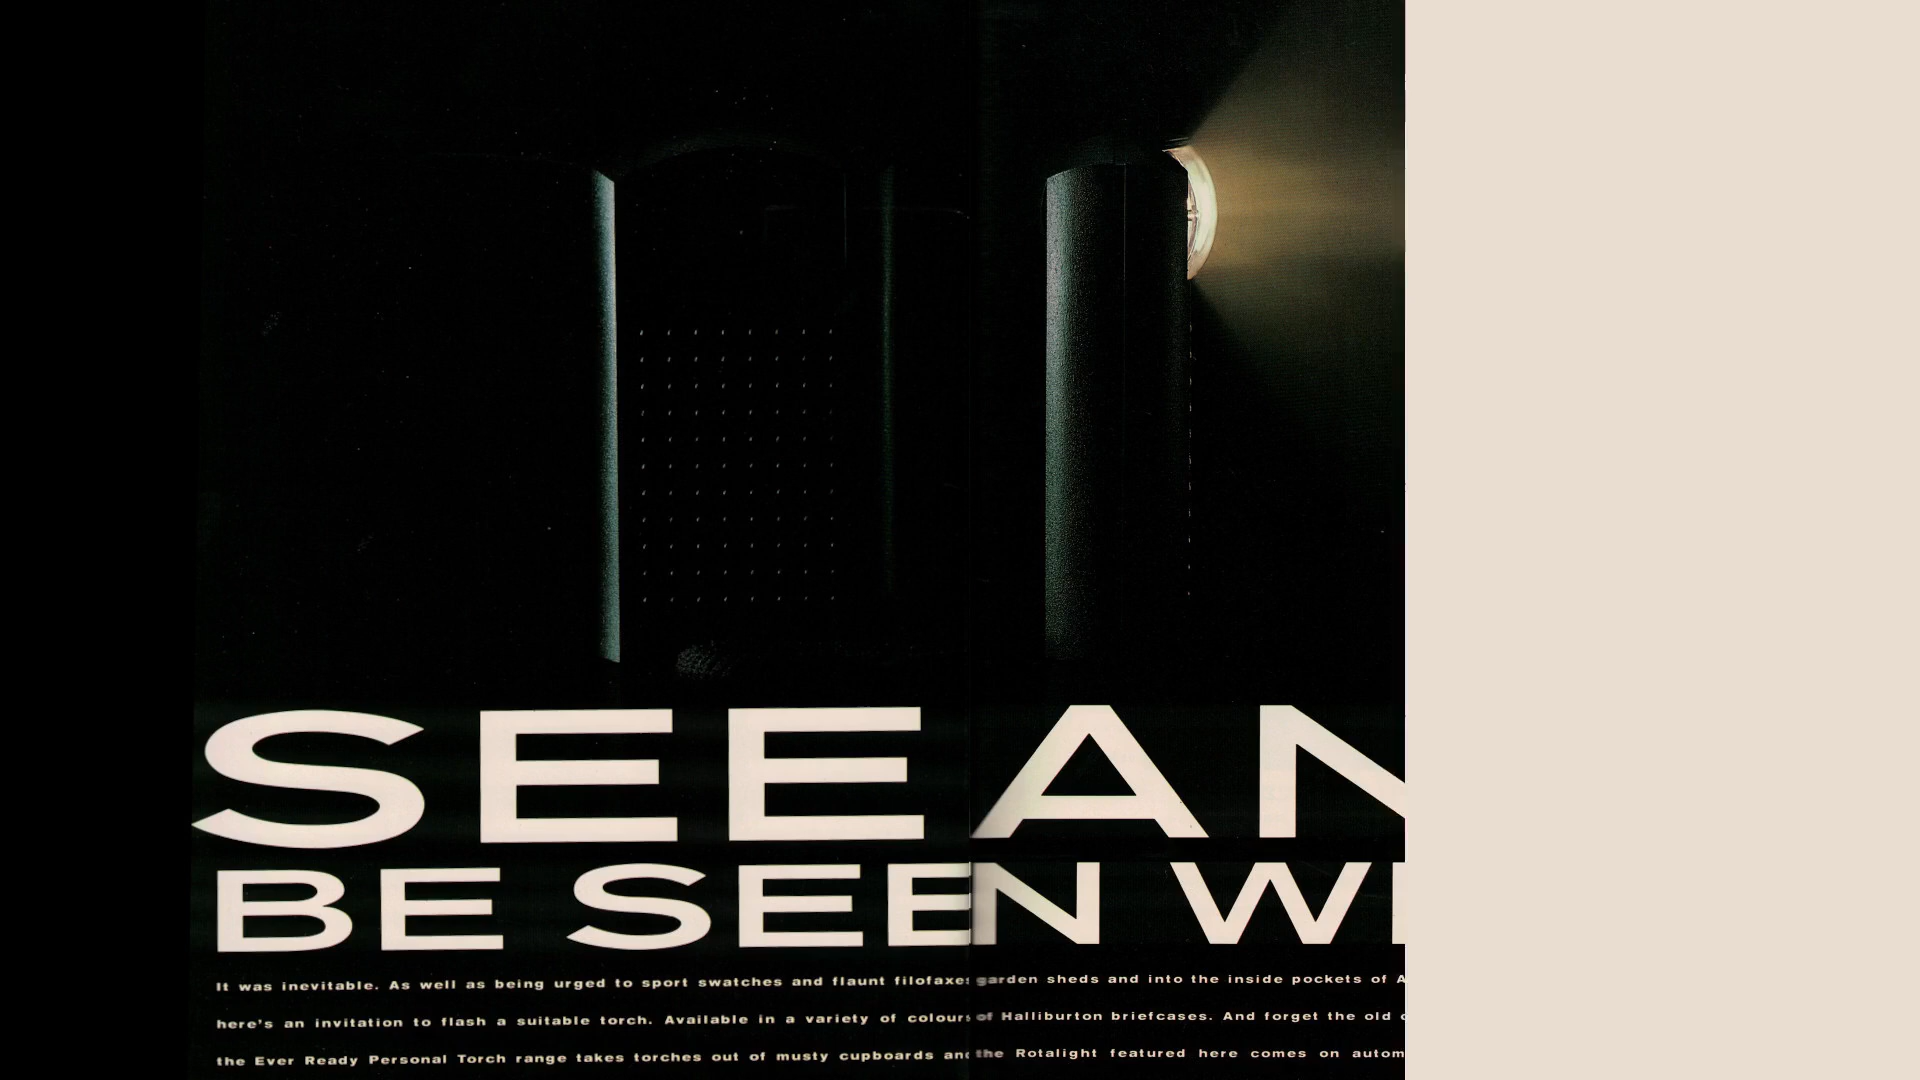 SEE AN
BE SEEN WI
It was inevitable. As well as being urged to sport swatches and flaunt filofaxes garden sheds and into the inside pockets of A
here's an invitation to flash a suitable torch. Available in a variety of colours of Halliburton briefcases. And forget the old
the Ever Ready Personal Torch range takes torches out of musty cupboards and the Rotalight featured here comes on autom